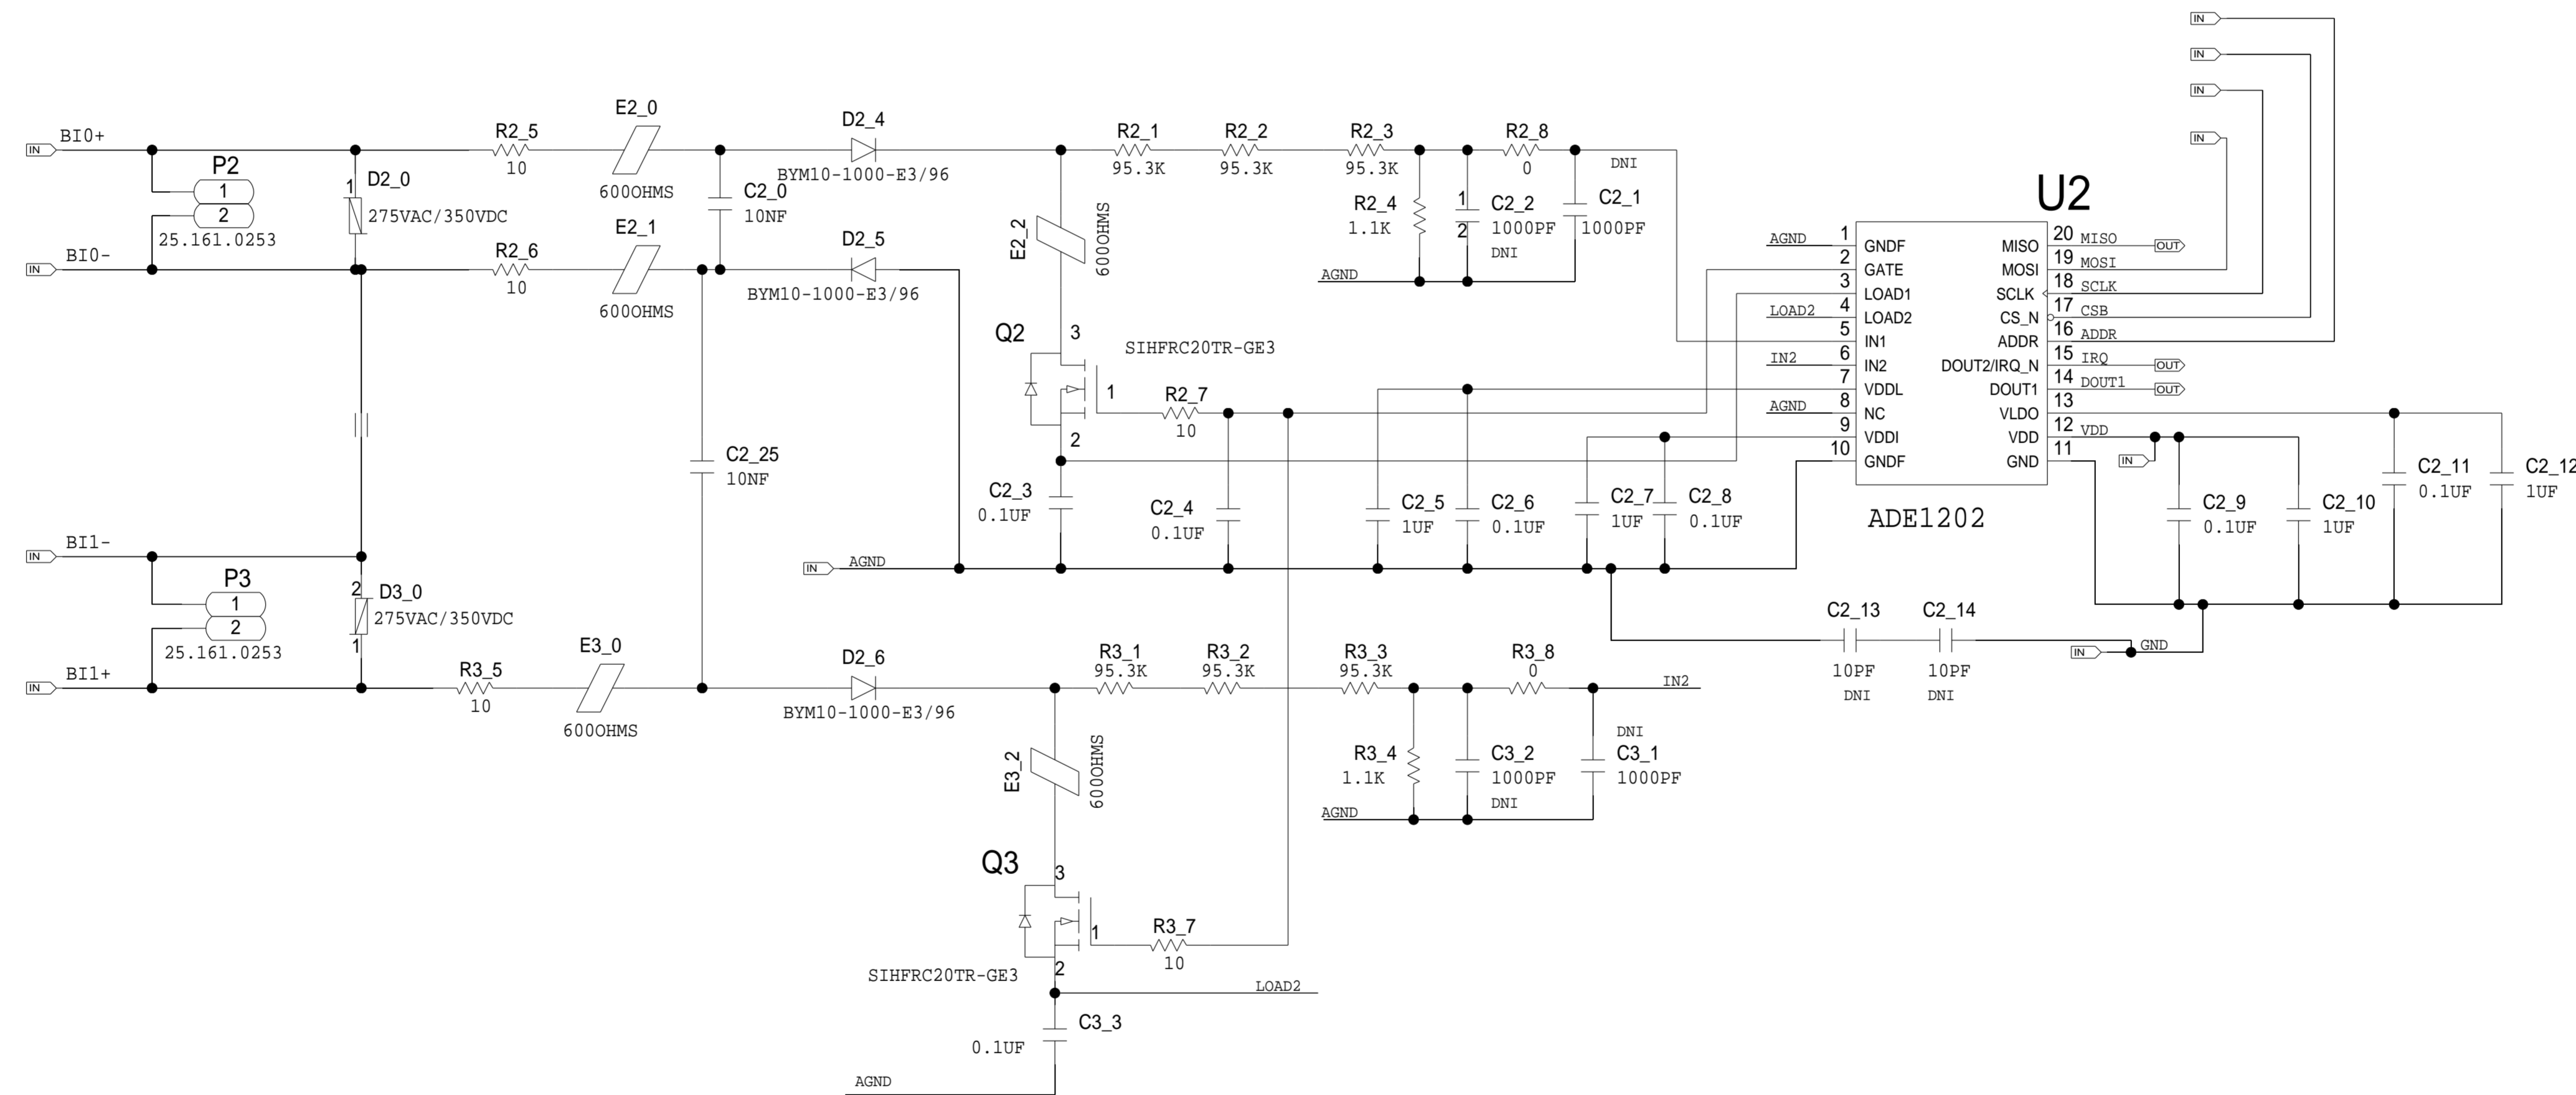 IN
IN
IN
IN
IN BI0+
P2
1
2
25.161.0253
1
D2_0
275VAC/350VDC
R2_5
10
E2_0
600OHMS
C2_0
10NF
D2_4
BYM10-1000-E3/96
IN BI0-
R2_6
10
E2_1
600OHMS
D2_5
BYM10-1000-E3/96
E2_2
600OHMS
R2_1
95.3K
R2_2
95.3K
R2_3
95.3K
R2_8
0
DNI
R2_4
1.1K
1
2
C2_2
1000PF
DNI
C2_1
1000PF
AGND
Q2
3
1
2
SIHFRC20TR-GE3
R2_7
10
C2_25
10NF
C2_3
0.1UF
C2_4
0.1UF
C2_5
1UF
C2_6
0.1UF
C2_7
1UF
C2_8
0.1UF
IN AGND
U2
AGND 1 GNDF
2 GATE
3 LOAD1
LOAD2 4 LOAD2
5 IN1
IN2 6 IN2
7 VDDL
AGND 8 NC
9 VDDI
10 GNDF
MISO 20 MISO OUT
MOSI 19 MOSI
SCLK 18 SCLK
CS_N 17 CSB
ADDR 16 ADDR
DOUT2/IRQ_N 15 IRQ OUT
DOUT1 14 DOUT1 OUT
VLDO 13
VDD 12 VDD
GND 11
IN
ADE1202
C2_9
0.1UF
C2_10
1UF
C2_11
0.1UF
C2_12
1UF
C2_13
10PF
DNI
C2_14
10PF
DNI
IN GND
IN BI1-
P3
1
2
25.161.0253
2
D3_0
275VAC/350VDC
1
IN BI1+
R3_5
10
E3_0
600OHMS
D2_6
BYM10-1000-E3/96
R3_1
95.3K
R3_2
95.3K
R3_3
95.3K
R3_8
0
IN2
E3_2
600OHMS
R3_4
1.1K
C3_2
1000PF
DNI
DNI
C3_1
1000PF
AGND
Q3
3
1
2
SIHFRC20TR-GE3
R3_7
10
LOAD2
C3_3
0.1UF
AGND